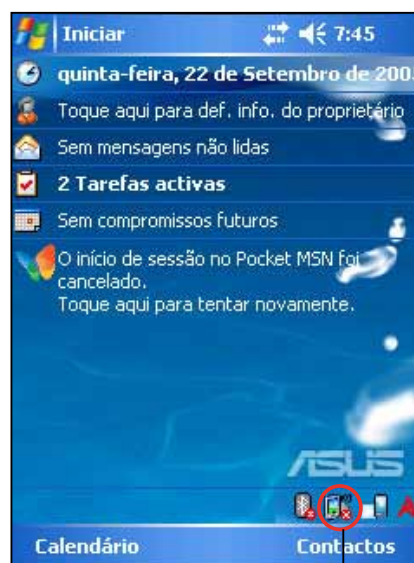 Iniciar 7:45
quinta-feira, 22 de Setembro de 200
Toque aqui para def. info. do proprietário
Sem mensagens não lidas
2 Tarefas activas
Sem compromissos futuros
O início de sessão no Pocket MSN foi
cancelado.
Toque aqui para tentar novamente.
ASUS
A
Calendário Contactos